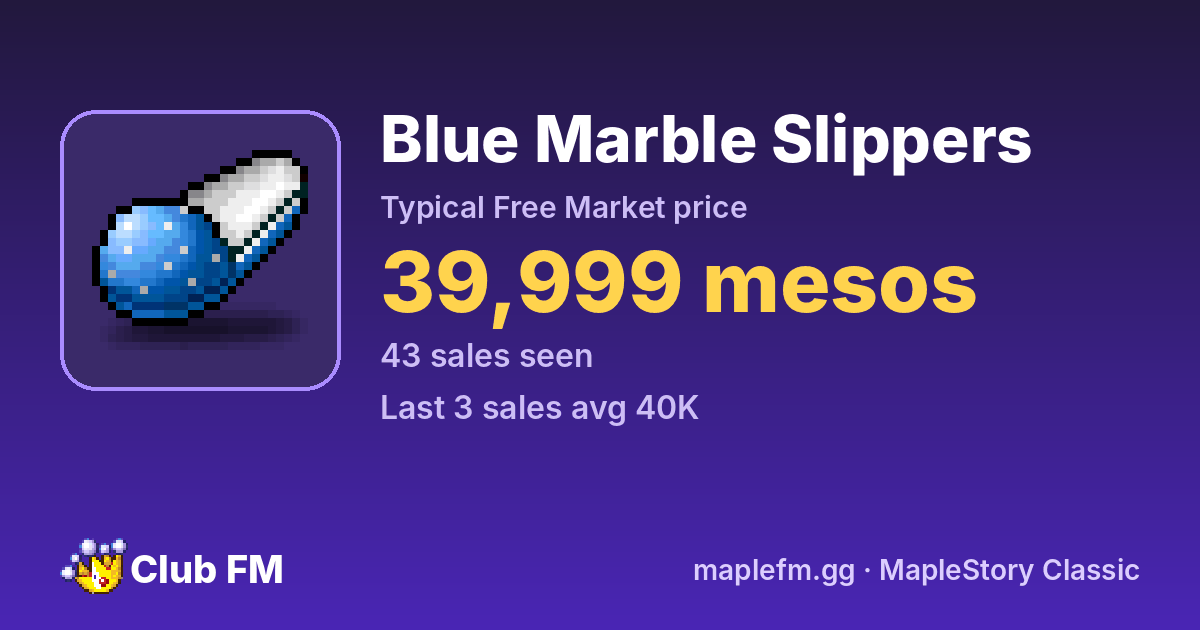 Blue Marble Slippers
Typical Free Market price
39,999 mesos
43 sales seen
Last 3 sales avg 40K
Club FM
maplefm.gg · MapleStory Classic